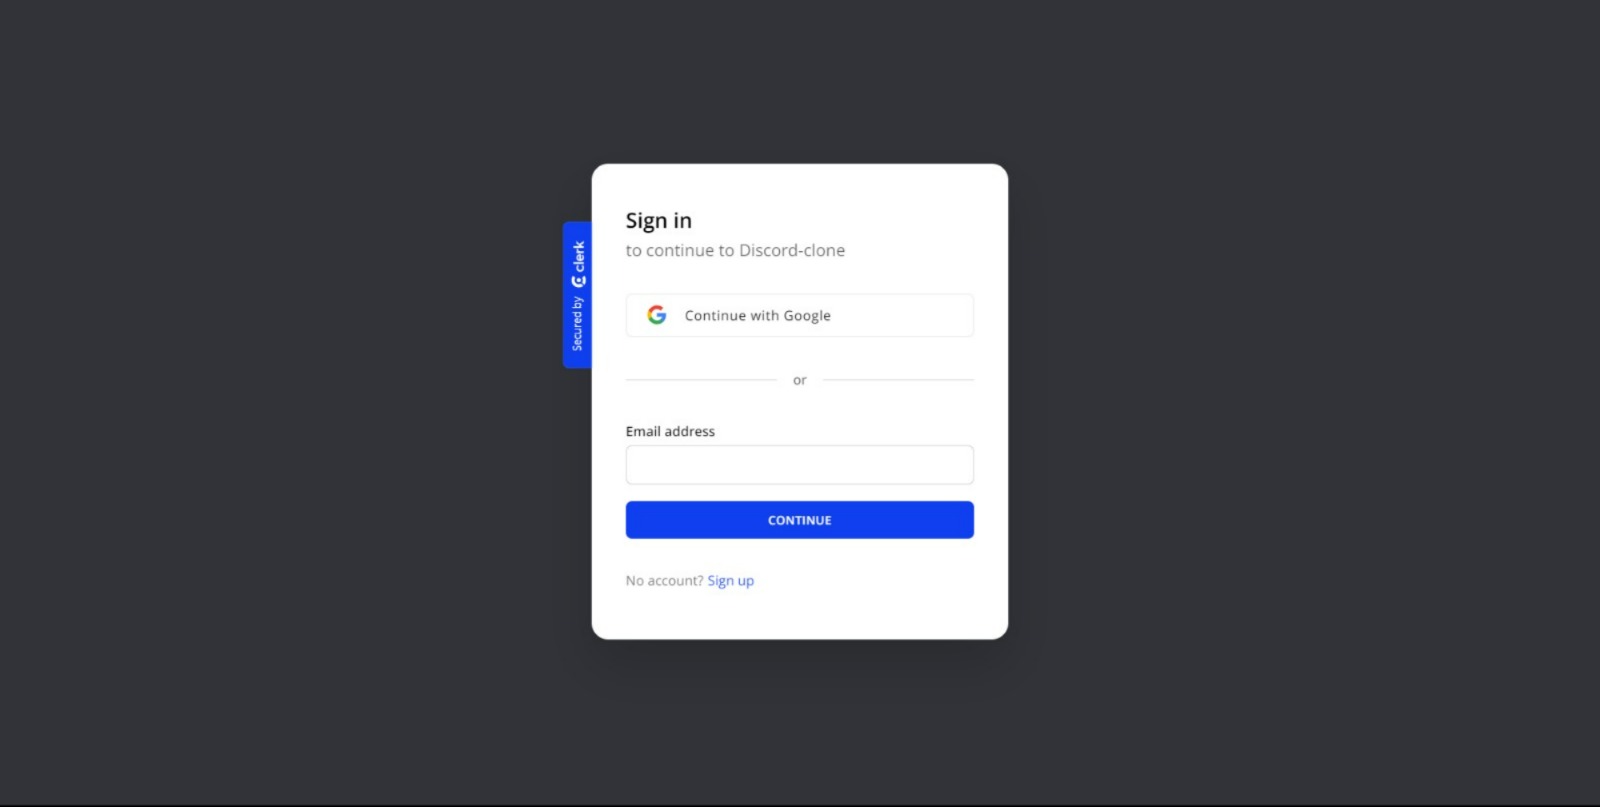 Sign in
to continue to Discord-clone
Secured by clerk
Continue with Google
or
Email address
CONTINUE
No account? Sign up